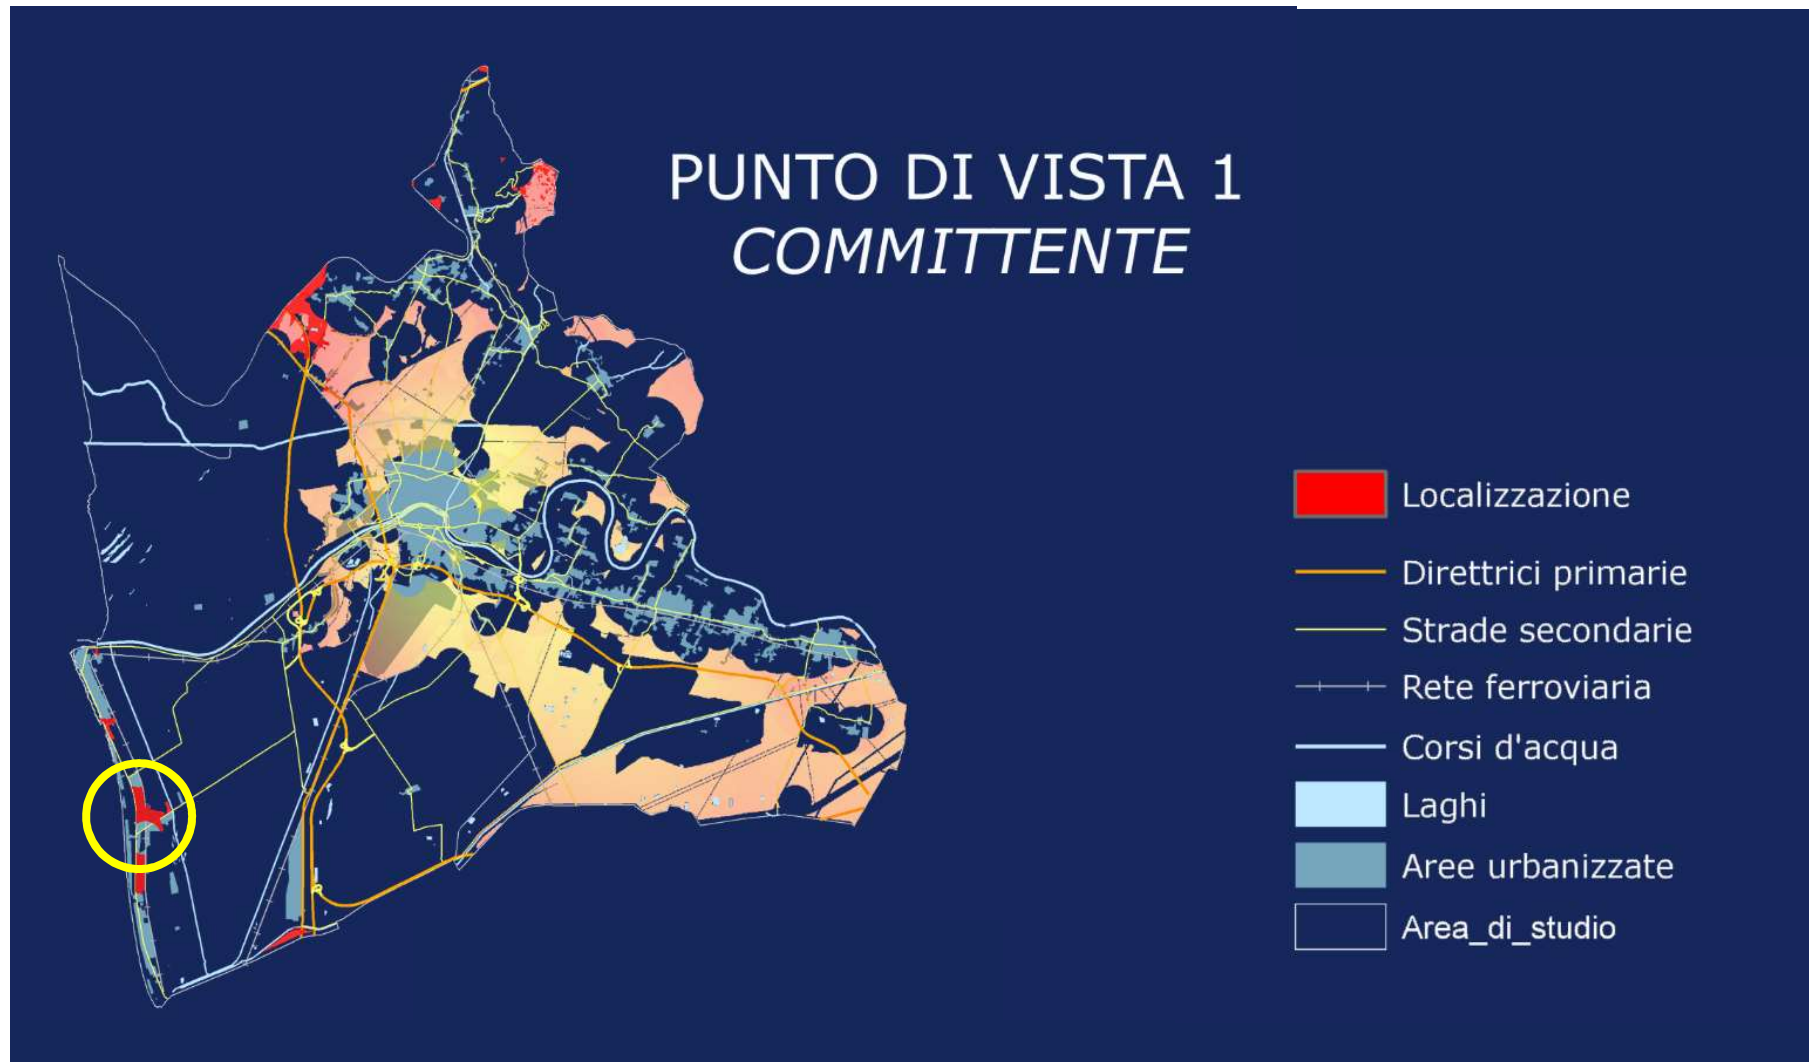 PUNTO DI VISTA 1
COMMITTENTE
Localizzazione
Direttrici primarie
Strade secondarie
Rete ferroviaria
Corsi d'acqua
Laghi
Aree urbanizzate
Area_di_studio